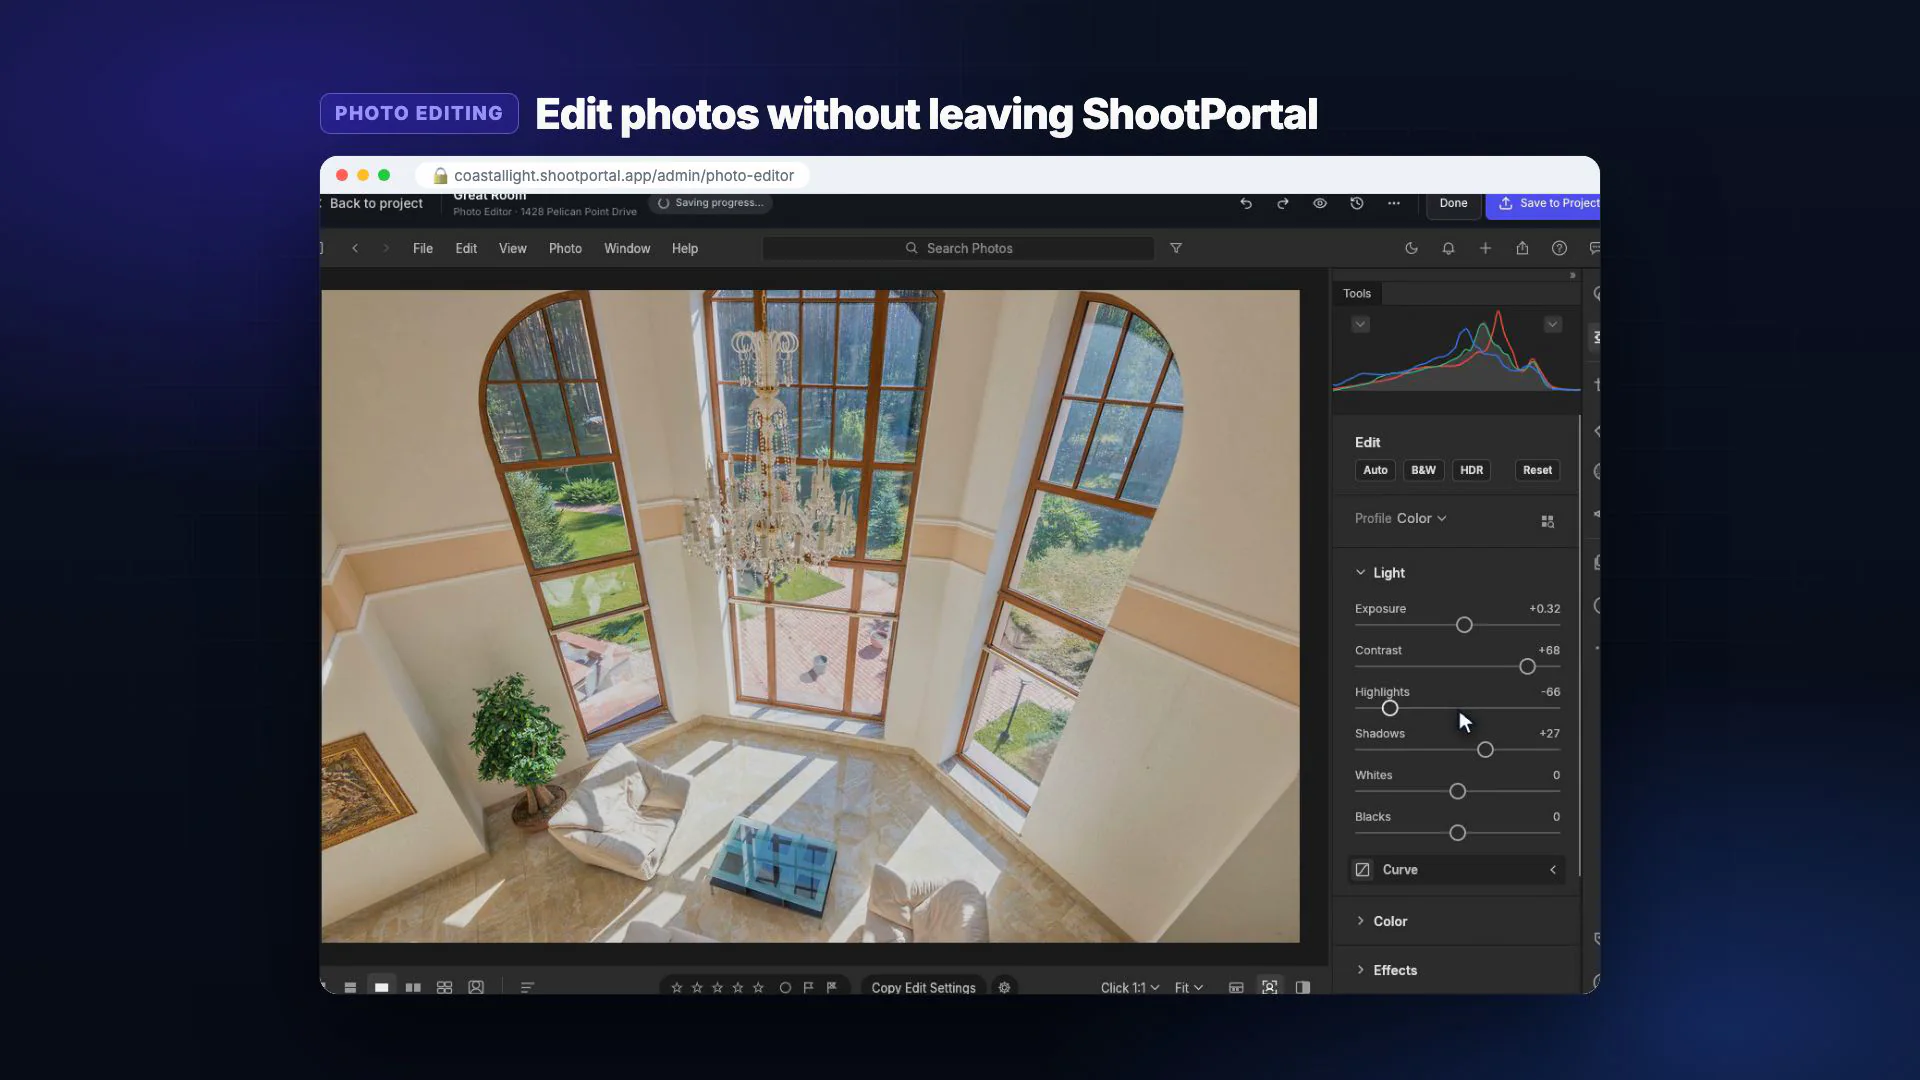 PHOTO EDITING
Edit photos without leaving ShootPortal
coastallight.shootportal.app/admin/photo-editor
Back to project
Great Room
Photo Editor · 1428 Pelican Point Drive
Saving progress...
Done
Save to Project
File Edit View Photo Window Help
Search Photos
Tools
Edit
Auto B&W HDR Reset
Profile Color
Light
Exposure +0.32
Contrast +68
Highlights -66
Shadows +27
Whites 0
Blacks 0
Curve
Color
Effects
Copy Edit Settings
Click 1:1
Fit